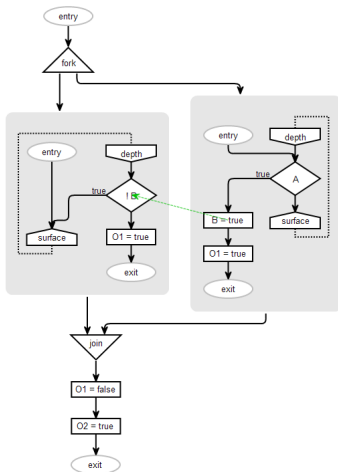 entry
fork
entry
depth
true
! B
surface
O1 = true
exit
entry
depth
true
A
B = true
surface
O1 = true
exit
join
O1 = false
O2 = true
exit